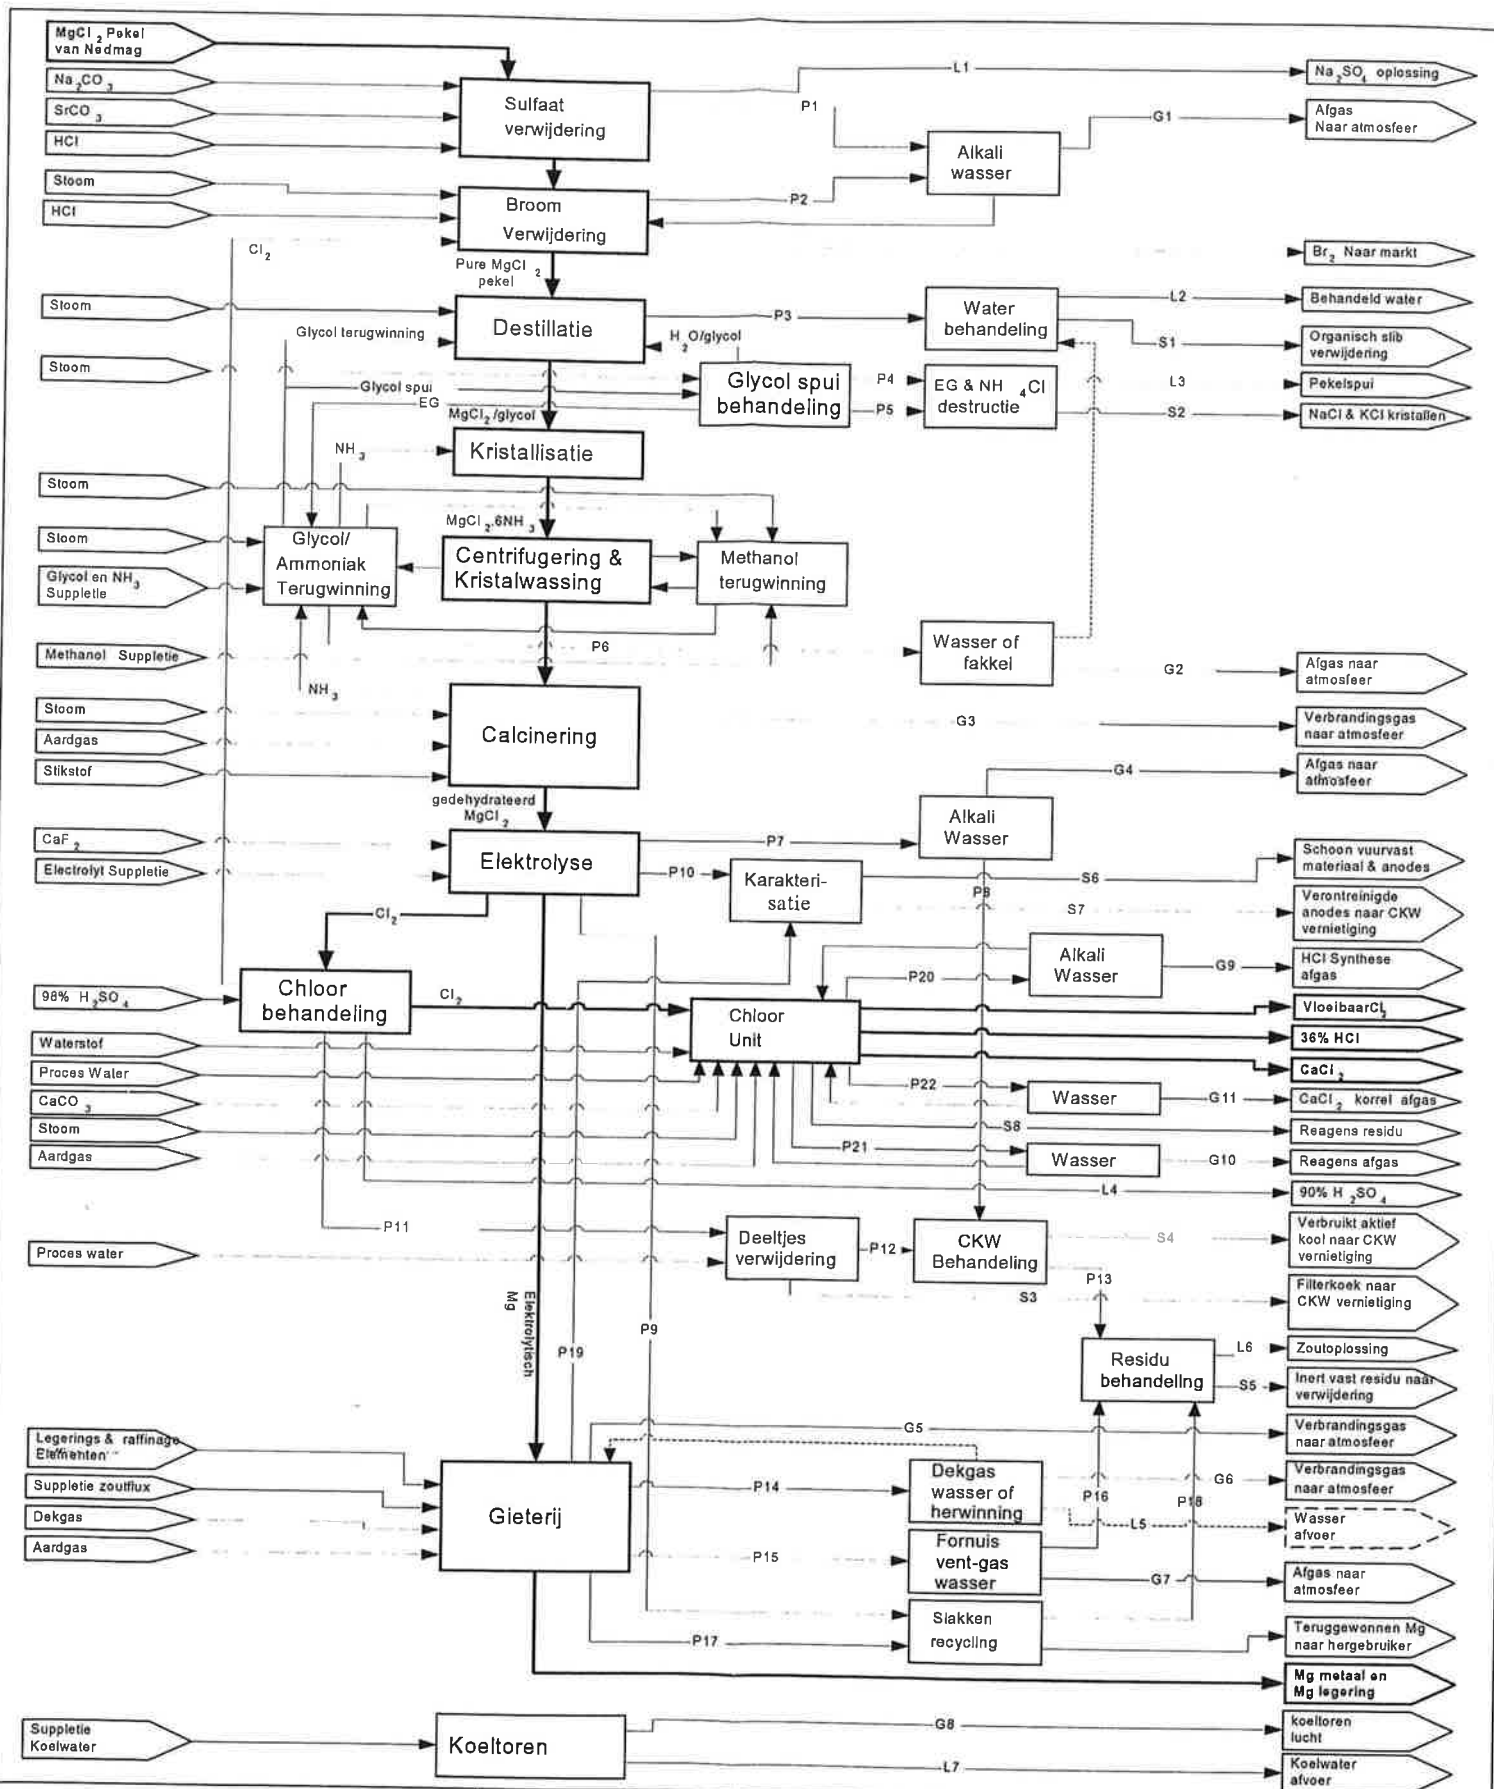 MgCl2 Pekel
van Nedmag
Na2CO3
SrCO3
HCl
Stoom
HCl
Sulfaat
verwijdering
L1
Na2SO4 oplossing
P1
G1
Afgas
Naar atmosfeer
Alkali
wasser
P2
Broom
Verwijdering
Cl2
Br2 Naar markt
Pure MgCl2
pekel
Stoom
Glycol terugwinning
Destillatie
P3
H2O/glycol
Water
behandeling
L2
Behandeld water
S1
Organisch slib
verwijdering
Stoom
Glycol spui
EG
MgCl2/glycol
Glycol spui
behandeling
P4
P5
EG & NH4Cl
destructie
L3
Pekelspui
S2
NaCl & KCl kristallen
NH3
Kristallisatie
Stoom
MgCl2.6NH3
Stoom
Glycol en NH3
Suppletie
Glycol/
Ammoniak
Terugwinning
Centrifugering &
Kristalwassing
Methanol
terugwinning
P6
Methanol Suppletie
NH3
Wasser of
fakkel
G2
Afgas naar
atmosfeer
Stoom
Aardgas
Stikstof
Calcinering
G3
Verbrandingsgas
naar atmosfeer
G4
Afgas naar
atmosfeer
gedehydrateerd
MgCl2
CaF2
Electrolyt Suppletie
Elektrolyse
P7
Alkali
Wasser
P10
Karakteri-
satie
P8
S6
Schoon vuurvast
materiaal & anodes
S7
Verontreinigde
anodes naar CKW
vernietiging
Cl2
Alkali
Wasser
G9
HCl Synthese
afgas
98% H2SO4
Chloor
behandeling
Cl2
P20
Chloor
Unit
VloeibaarCl2
36% HCl
CaCl2
Waterstof
Proces Water
CaCO3
Stoom
Aardgas
P22
Wasser
G11
CaCl2 korrel afgas
S8
Reagens residu
P21
Wasser
G10
Reagens afgas
L4
90% H2SO4
P11
Proces water
Deeltjes
verwijdering
P12
CKW
Behandeling
S4
Verbruikt aktief
kool naar CKW
vernietiging
P13
S3
Filterkoek naar
CKW vernietiging
Elektrolytisch
Mg
P19
P9
Residu
behandeling
L6
Zoutoplossing
S5
Inert vast residu naar
verwijdering
Legerings & raffinage
Elementen
Suppletie zoutflux
Dekgas
Aardgas
Gieterij
G5
Verbrandingsgas
naar atmosfeer
P14
Dekgas
wasser of
herwinning
G6
Verbrandingsgas
naar atmosfeer
P16
P18
L5
Wasser
afvoer
P15
Fornuis
vent-gas
wasser
G7
Afgas naar
atmosfeer
P17
Slakken
recycling
Teruggewonnen Mg
naar hergebruiker
Mg metaal en
Mg legering
Suppletie
Koelwater
Koeltoren
G8
koeltoren
lucht
L7
Koelwater
afvoer